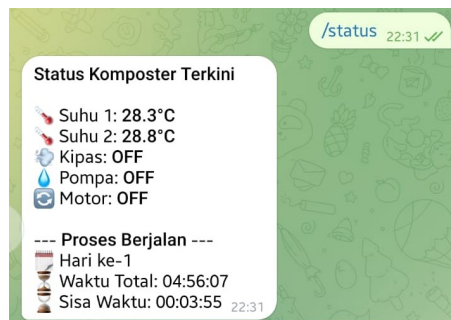 /status 22:31
Status Komposter Terkini
🌡️ Suhu 1: 28.3°C
🌡️ Suhu 2: 28.8°C
💨 Kipas: OFF
💧 Pompa: OFF
🔄 Motor: OFF
--- Proses Berjalan ---
🗓️ Hari ke-1
⏳ Waktu Total: 04:56:07
⏳ Sisa Waktu: 00:03:55 22:31